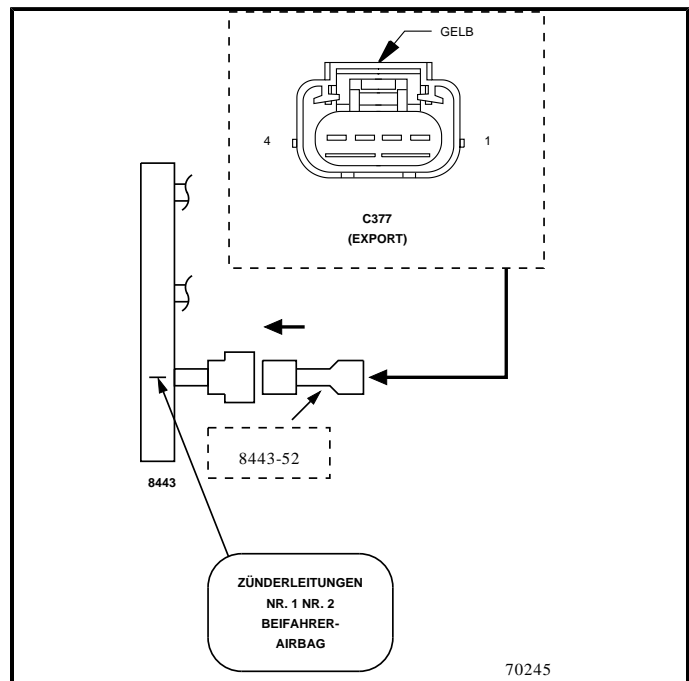 GELB
4
1
C377
(EXPORT)
8443-52
8443
ZÜNDERLEITUNGEN
NR. 1 NR. 2
BEIFAHRER-
AIRBAG
70245